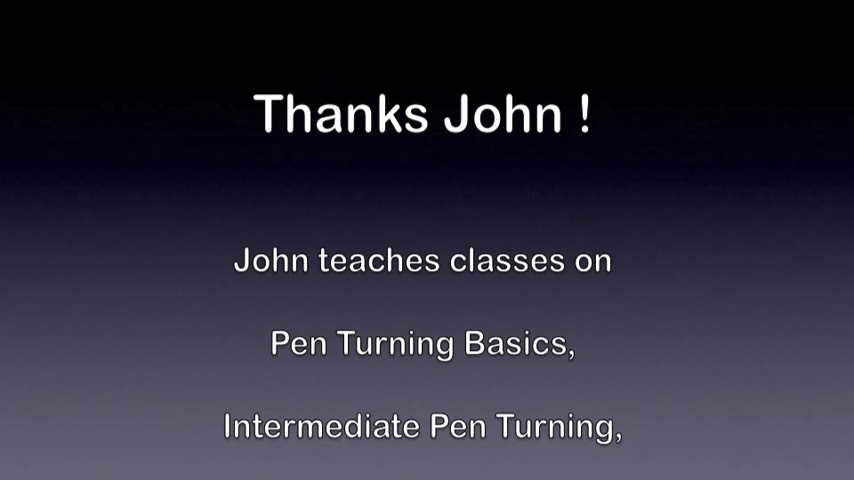 Thanks John !
John teaches classes on
Pen Turning Basics,
Intermediate Pen Turning,